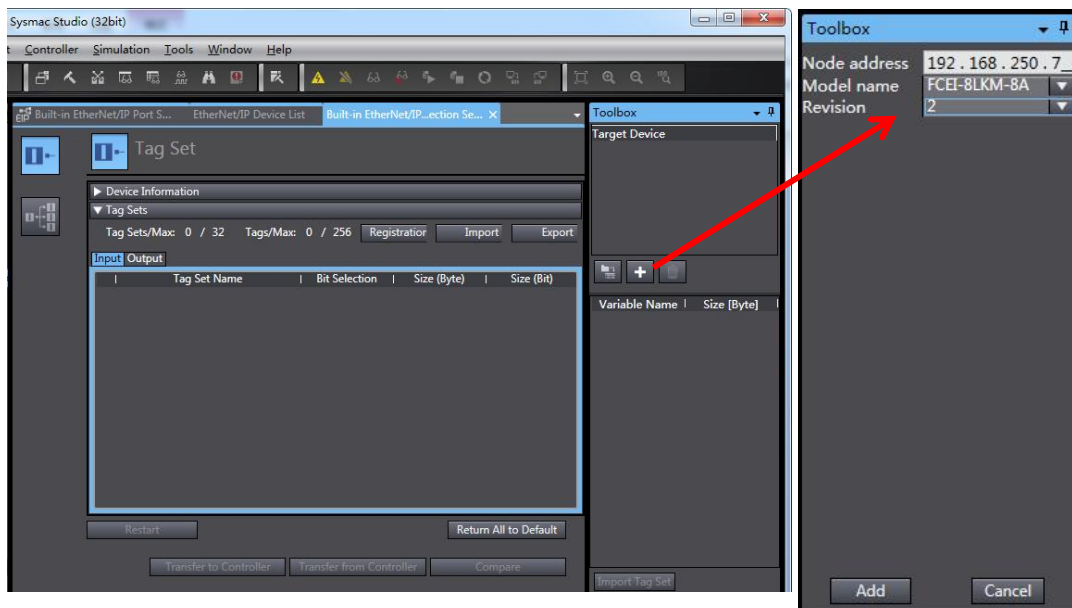 Sysmac Studio (32bit)
t Controller Simulation Tools Window Help
Built-in EtherNet/IP Port S... EtherNet/IP Device List Built-in EtherNet/IP...ection Se... X
Tag Set
Device Information
Tag Sets
Tag Sets/Max: 0 / 32 Tags/Max: 0 / 256 Registratior Import Export
Input Output
Tag Set Name Bit Selection Size (Byte) Size (Bit)
Restart Return All to Default
Transfer to Controller Transfer from Controller Compare
Toolbox
Target Device
Variable Name Size [Byte]
Import Tag Set
Toolbox
Node address 192 . 168 . 250 . 7_
Model name FCEI-8LKM-8A
Revision 2
Add Cancel